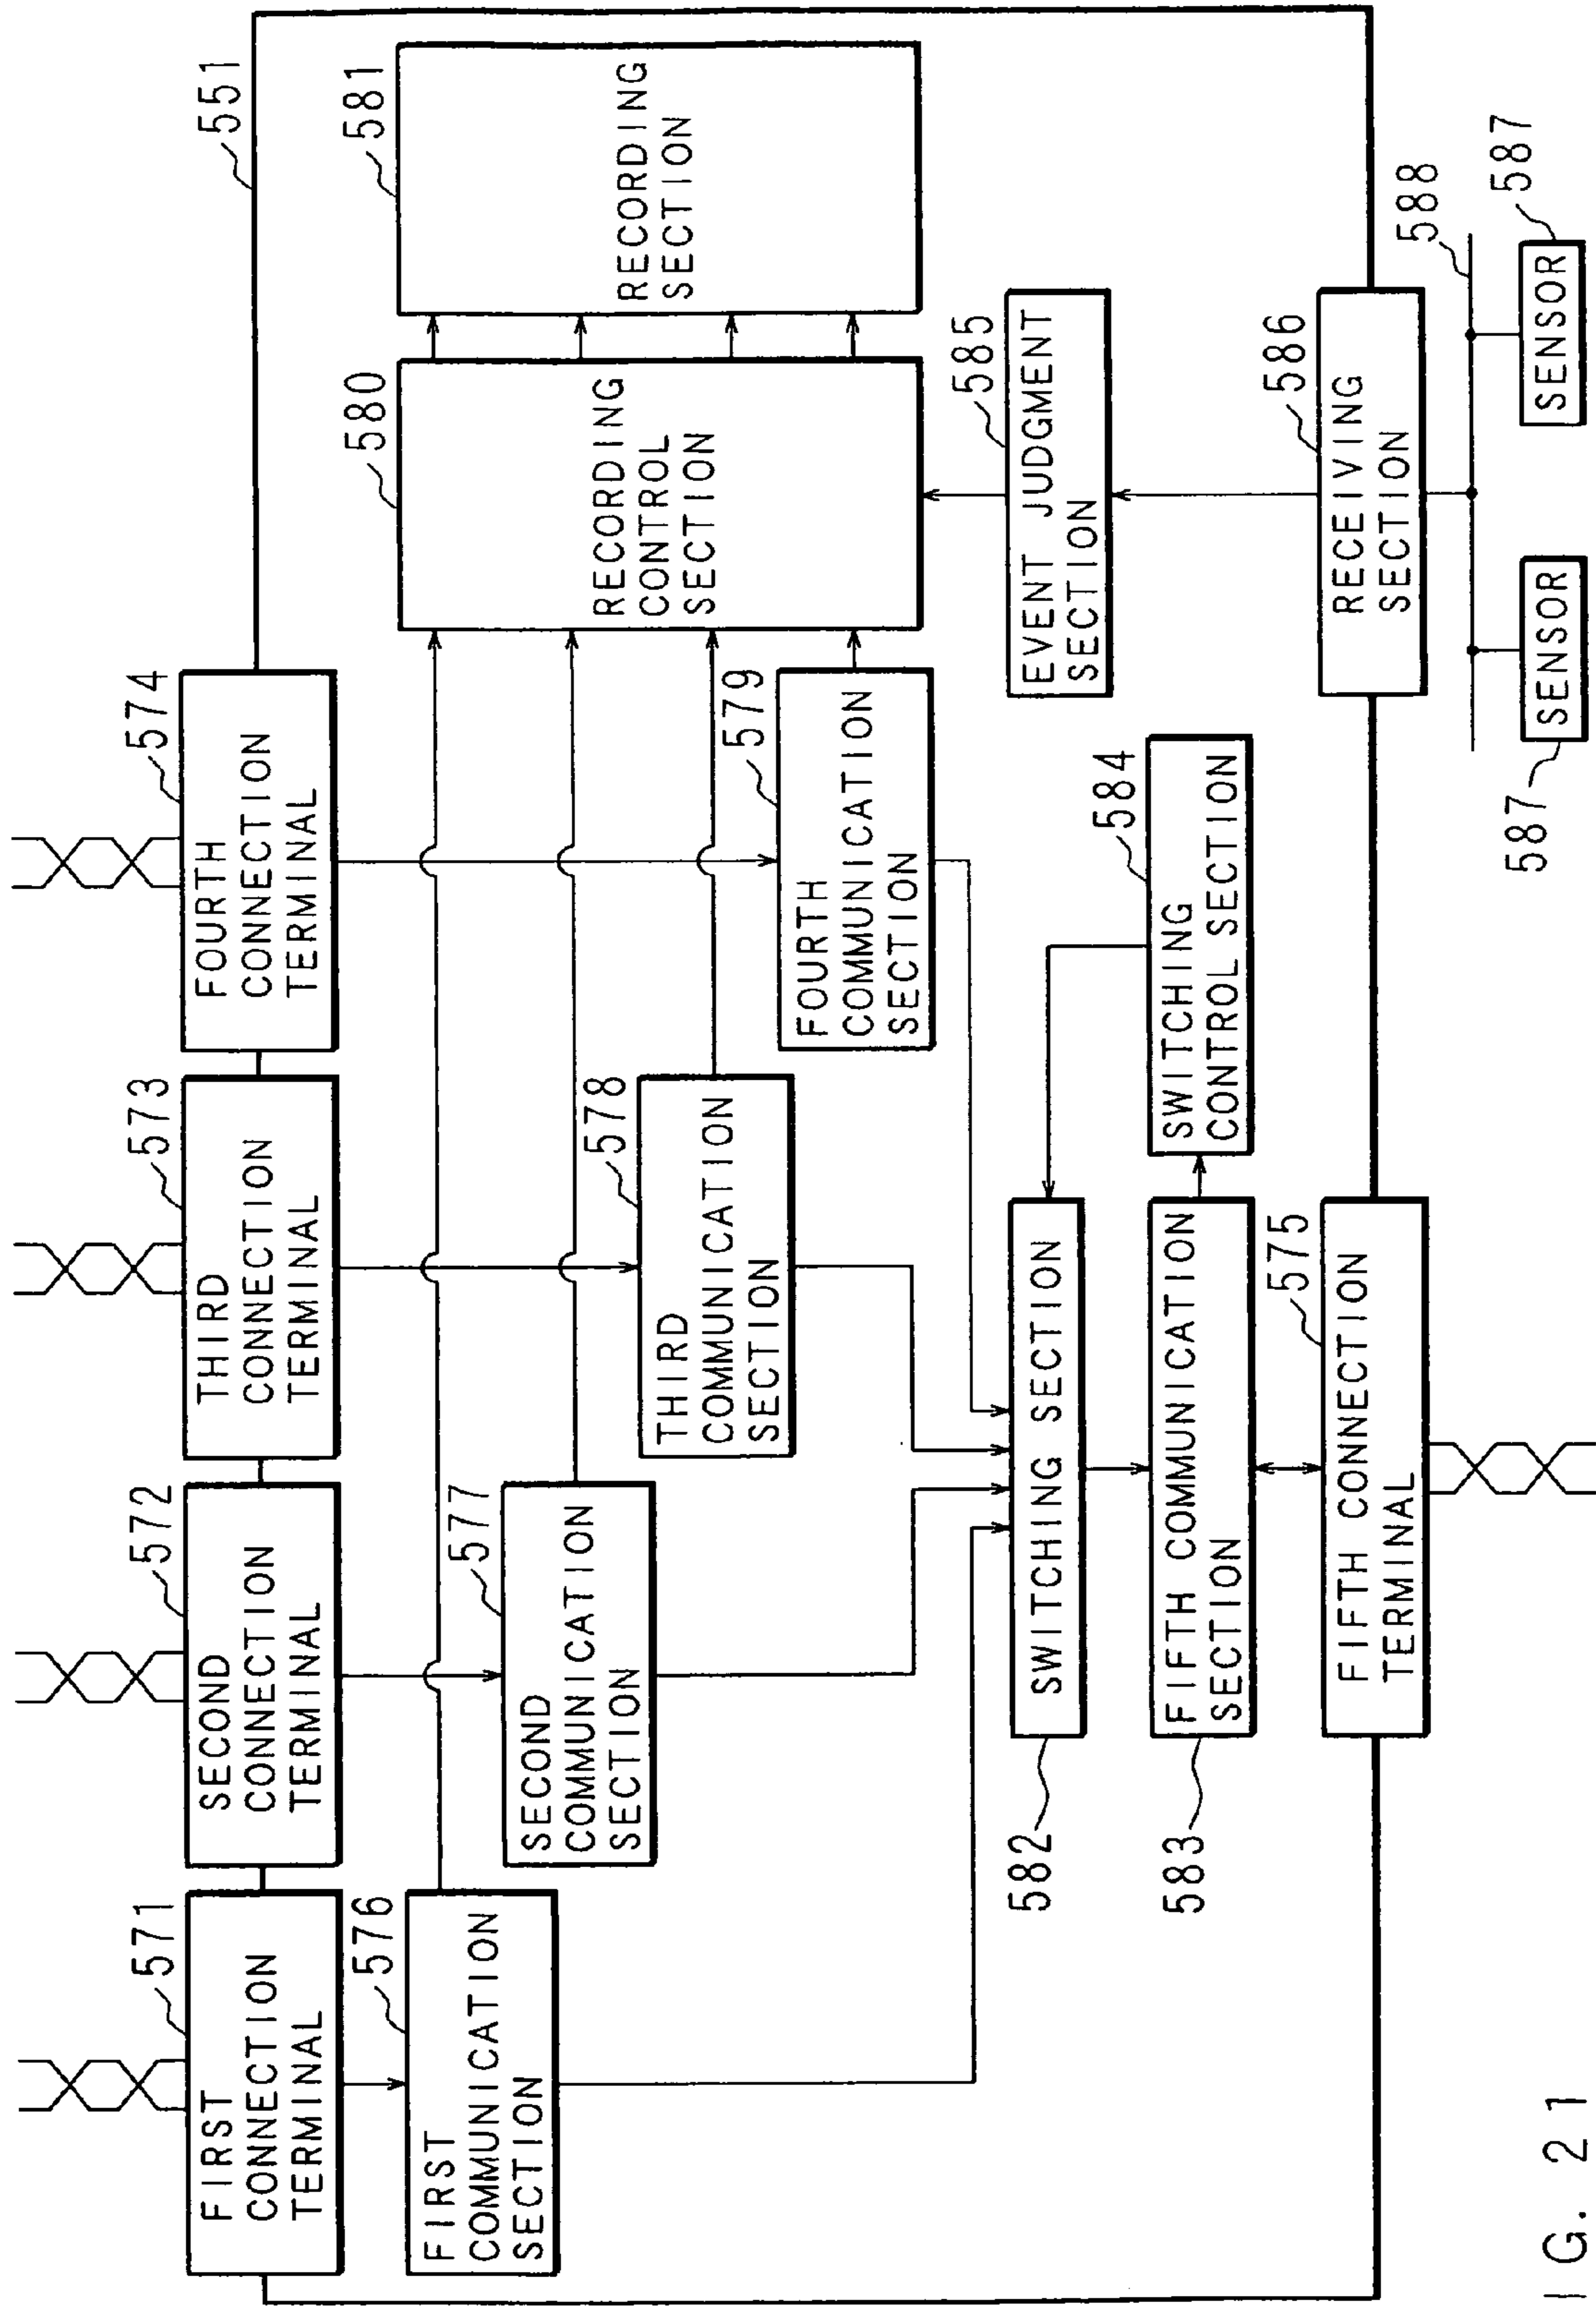 551
571
FIRST
CONNECTION
TERMINAL
572
SECOND
CONNECTION
TERMINAL
573
THIRD
CONNECTION
TERMINAL
574
FOURTH
CONNECTION
TERMINAL
576
FIRST
COMMUNICATION
SECTION
577
SECOND
COMMUNICATION
SECTION
578
THIRD
COMMUNICATION
SECTION
579
FOURTH
COMMUNICATION
SECTION
580
RECORDING
CONTROL
SECTION
581
RECORDING
SECTION
582
SWITCHING SECTION
583
FIFTH COMMUNICATION
SECTION
584
SWITCHING
CONTROL SECTION
585
EVENT JUDGMENT
SECTION
575
FIFTH CONNECTION
TERMINAL
586
RECEIVING
SECTION
588
587
SENSOR
587
SENSOR
IG. 21